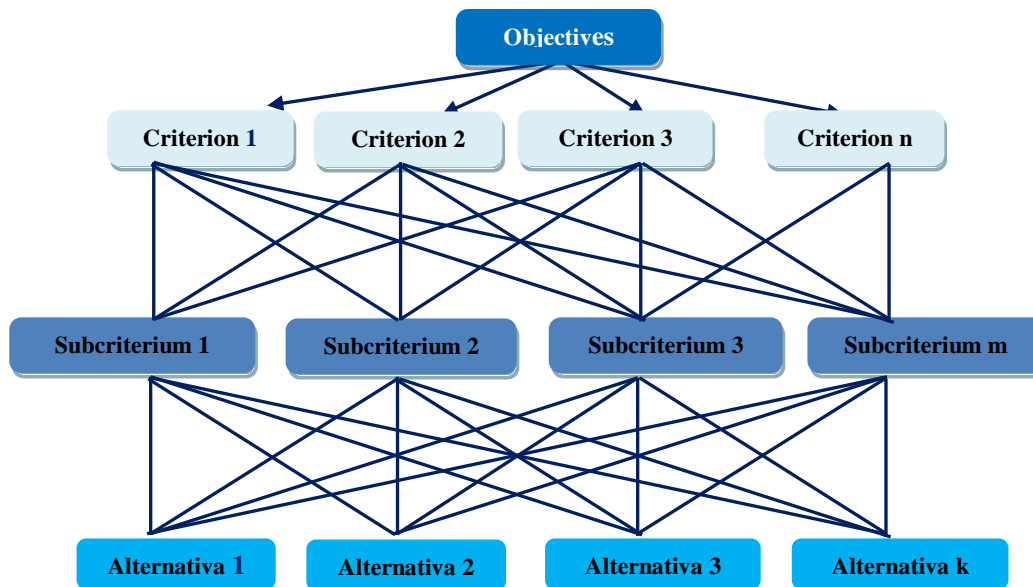 Objectives
Criterion 1
Criterion 2
Criterion 3
Criterion n
Subcriterium 1
Subcriterium 2
Subcriterium 3
Subcriterium m
Alternativa 1
Alternativa 2
Alternativa 3
Alternativa k